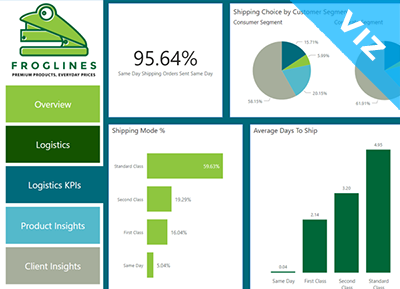 FROGLINES
PREMIUM PRODUCTS, EVERYDAY PRICES
Overview
Logistics
Logistics KPIs
Product Insights
Client Insights
95.64%
Same Day Shipping Orders Sent Same Day
Shipping Choice by Customer Segment
Consumer Segment
15.71%
5.99%
20.15%
58.15%
VIZ
Shipping Mode %
Standard Class
59.61%
Second Class
19.29%
First Class
16.04%
Same Day
5.04%
Average Days To Ship
0.04
2.14
3.20
4.95
Same Day
First Class
Second Class
Standard Class